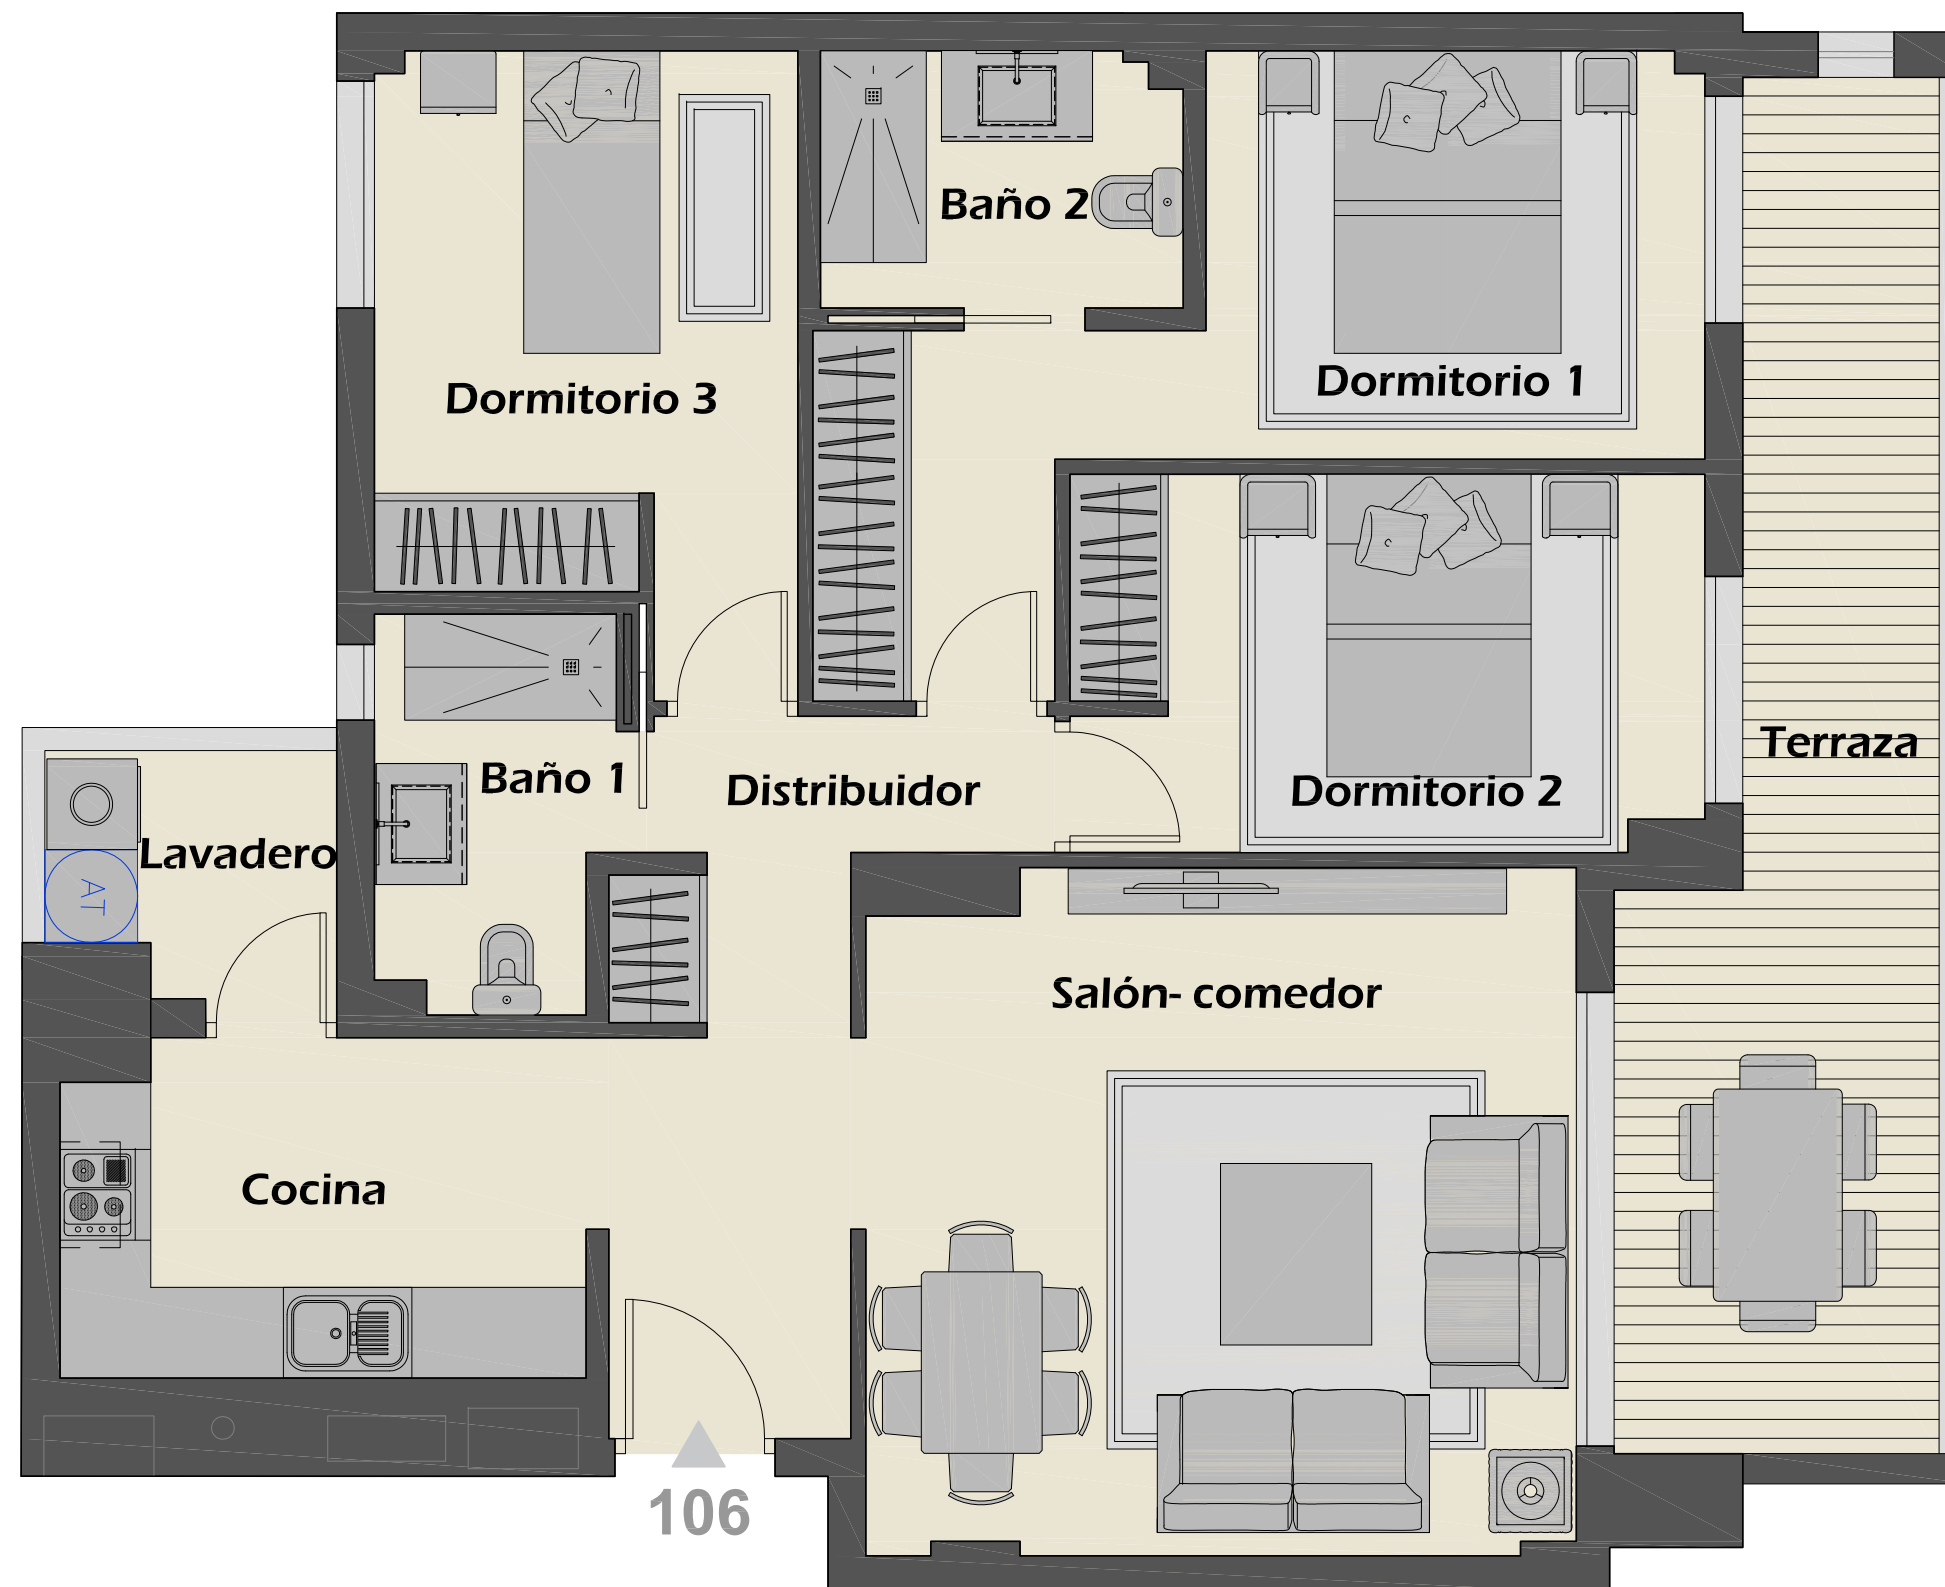 Baño 2
Dormitorio 1
Dormitorio 3
Terraza
Baño 1
Distribuidor
Dormitorio 2
Lavadero
AT
Salón- comedor
Cocina
106